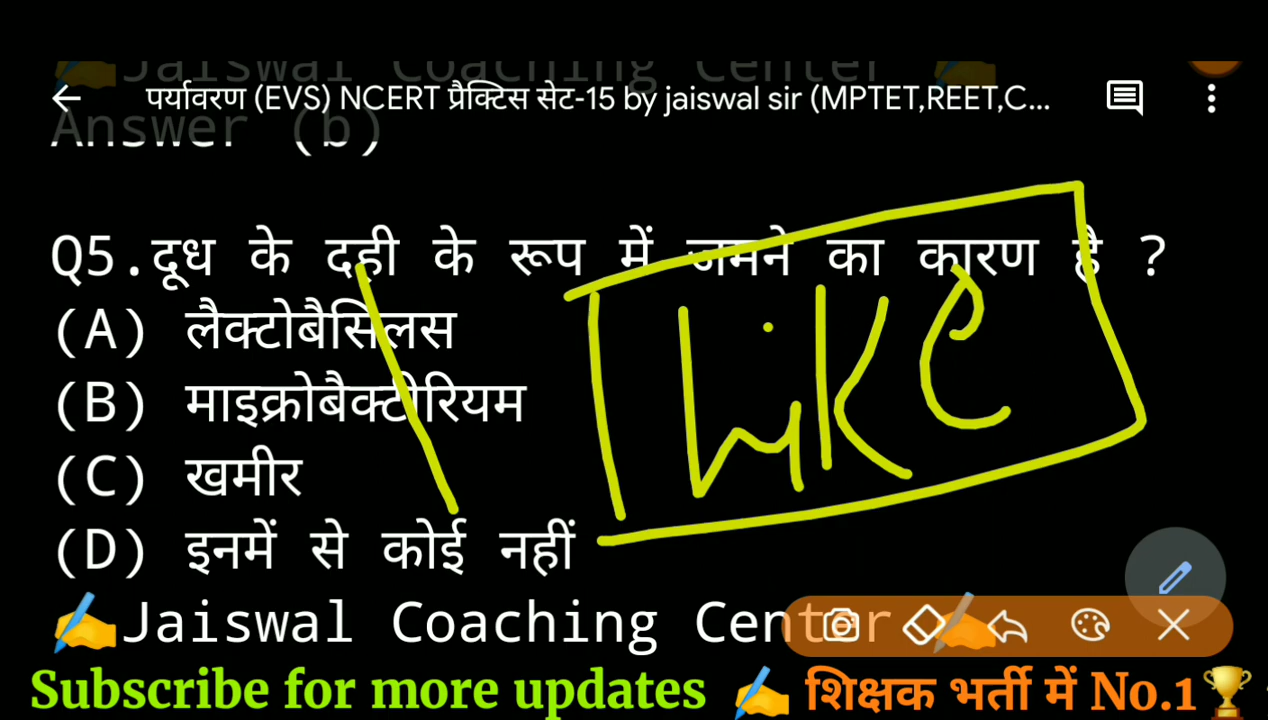 Jaiswal Coaching Center
पर्यावरण (EVS) NCERT प्रैक्टिस सेट-15 by jaiswal sir (MPTET,REET,C...
Answer (b)
Q5.दूध के दही के रूप में जमने का कारण है ?
(A) लैक्टोबैसिलस
(B) माइक्रोबैक्टीरियम
(C) खमीर
(D) इनमें से कोई नहीं
Like
✍Jaiswal Coaching Center✍
Subscribe for more updates ✍ शिक्षक भर्ती में No.1🏆